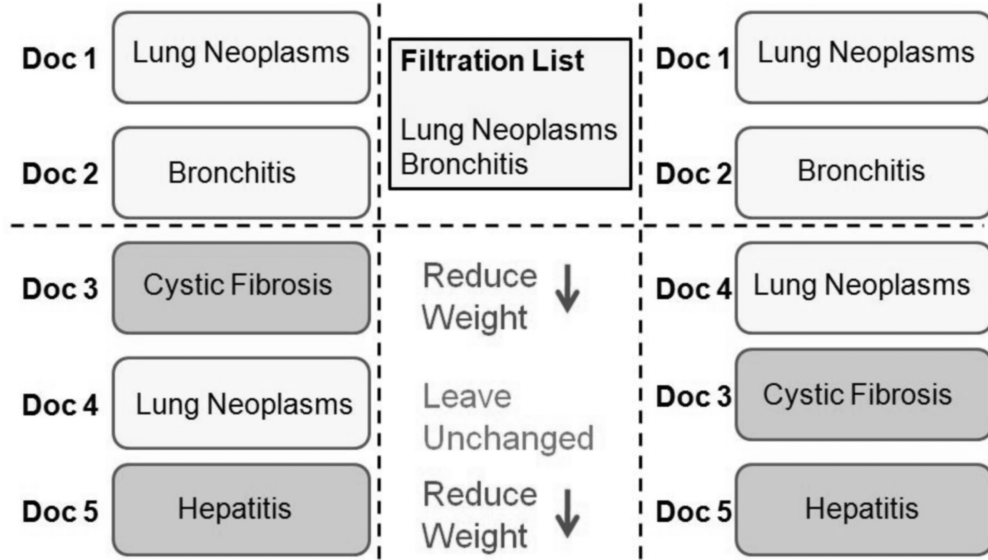 Doc 1
Lung Neoplasms
Doc 2
Bronchitis
Doc 3
Cystic Fibrosis
Doc 4
Lung Neoplasms
Doc 5
Hepatitis
Filtration List
Lung Neoplasms
Bronchitis
Reduce
Weight
Leave
Unchanged
Reduce
Weight
Doc 1
Lung Neoplasms
Doc 2
Bronchitis
Doc 4
Lung Neoplasms
Doc 3
Cystic Fibrosis
Doc 5
Hepatitis